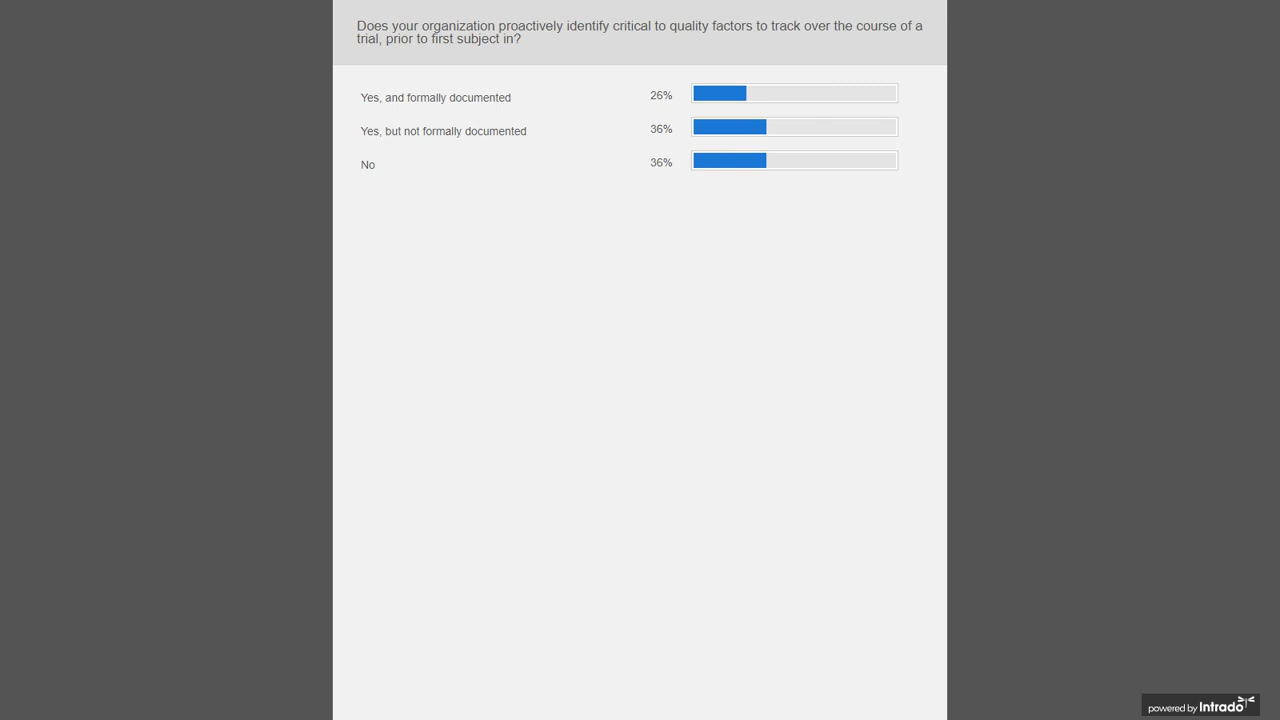 Does your organization proactively identify critical to quality factors to track over the course of a
trial, prior to first subject in?
Yes, and formally documented 26%
Yes, but not formally documented 36%
No 36%
powered by Intrado